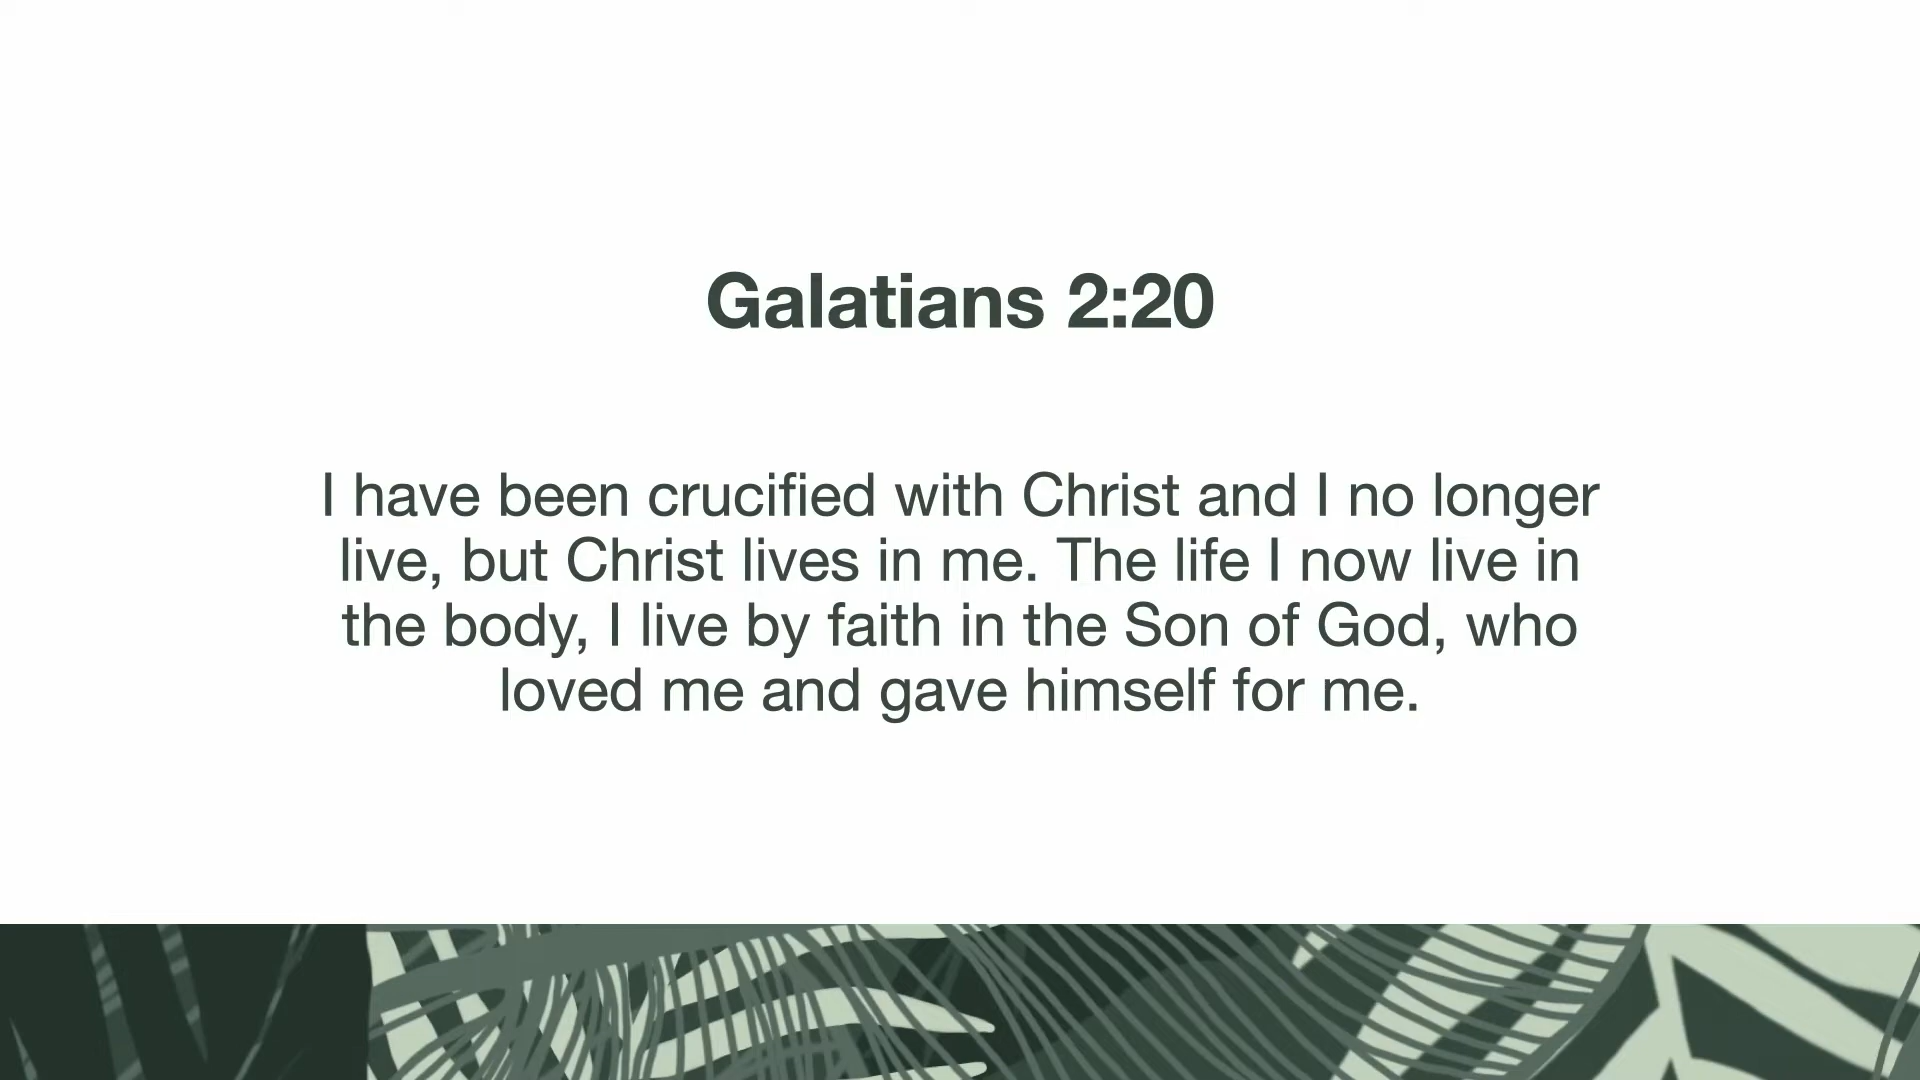 Galatians 2:20
I have been crucified with Christ and I no longer
live, but Christ lives in me. The life I now live in
the body, I live by faith in the Son of God, who
loved me and gave himself for me.